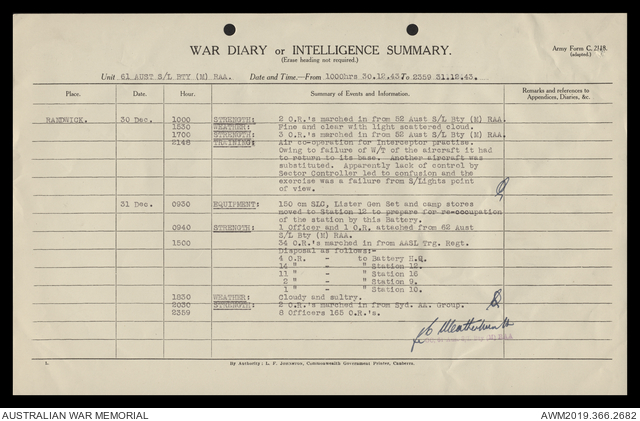 WAR DIARY or INTELLIGENCE SUMMARY.
(Erase heading not required.)
Army Form C. 2118.
(adapted.)
Unit 61 AUST S/L BTY (M) RAA. Date and Time.—From 1000hrs 30.12.43. To 2359 31.12.43.
Place. Date. Hour. Summary of Events and Information. Remarks and references to Appendices, Diaries, &c.
RANDWICK. 30 Dec. 1000 STRENGTH: 2 O.R.'s marched in from 52 Aust S/L Bty (M) RAA.
1530 WEATHER: Fine and clear with light scattered cloud.
1700 STRENGTH: 3 O.R.'s marched in from 52 Aust S/L Bty (M) RAA.
2148 TRAINING: Air co-operation for Interceptor practise.
Owing to failure of W/T of the aircraft it had
to return to its base. Another aircraft was
substituted. Apparently lack of control by
Sector Controller led to confusion and the
exercise was a failure from S/Lights point
of view.
31 Dec. 0930 EQUIPMENT: 150 cm SLC, Lister Gen Set and camp stores
moved to Station 12 to prepare for re-occupation
of the station by this Battery.
0940 STRENGTH: 1 Officer and 1 O.R. attached from 62 Aust
S/L Bty (M) RAA.
1500 34 O.R.'s marched in from AASL Trg. Regt.
Disposal as follows:-
4 O.R. - to Battery H.Q.
14 " - " Station 12.
11 " - " Station 16
2 " - " Station 9.
1 " - " Station 10.
1830 WEATHER: Cloudy and sultry.
2030 STRENGTH: 2 O.R.'s marched in from Syd. AA. Group.
2359 8 Officers 165 O.R.'s.
(M) RAA
L
By Authority: L. F. Johnston, Commonwealth Government Printer, Canberra.
AUSTRALIAN WAR MEMORIAL
AWM2019.366.2682